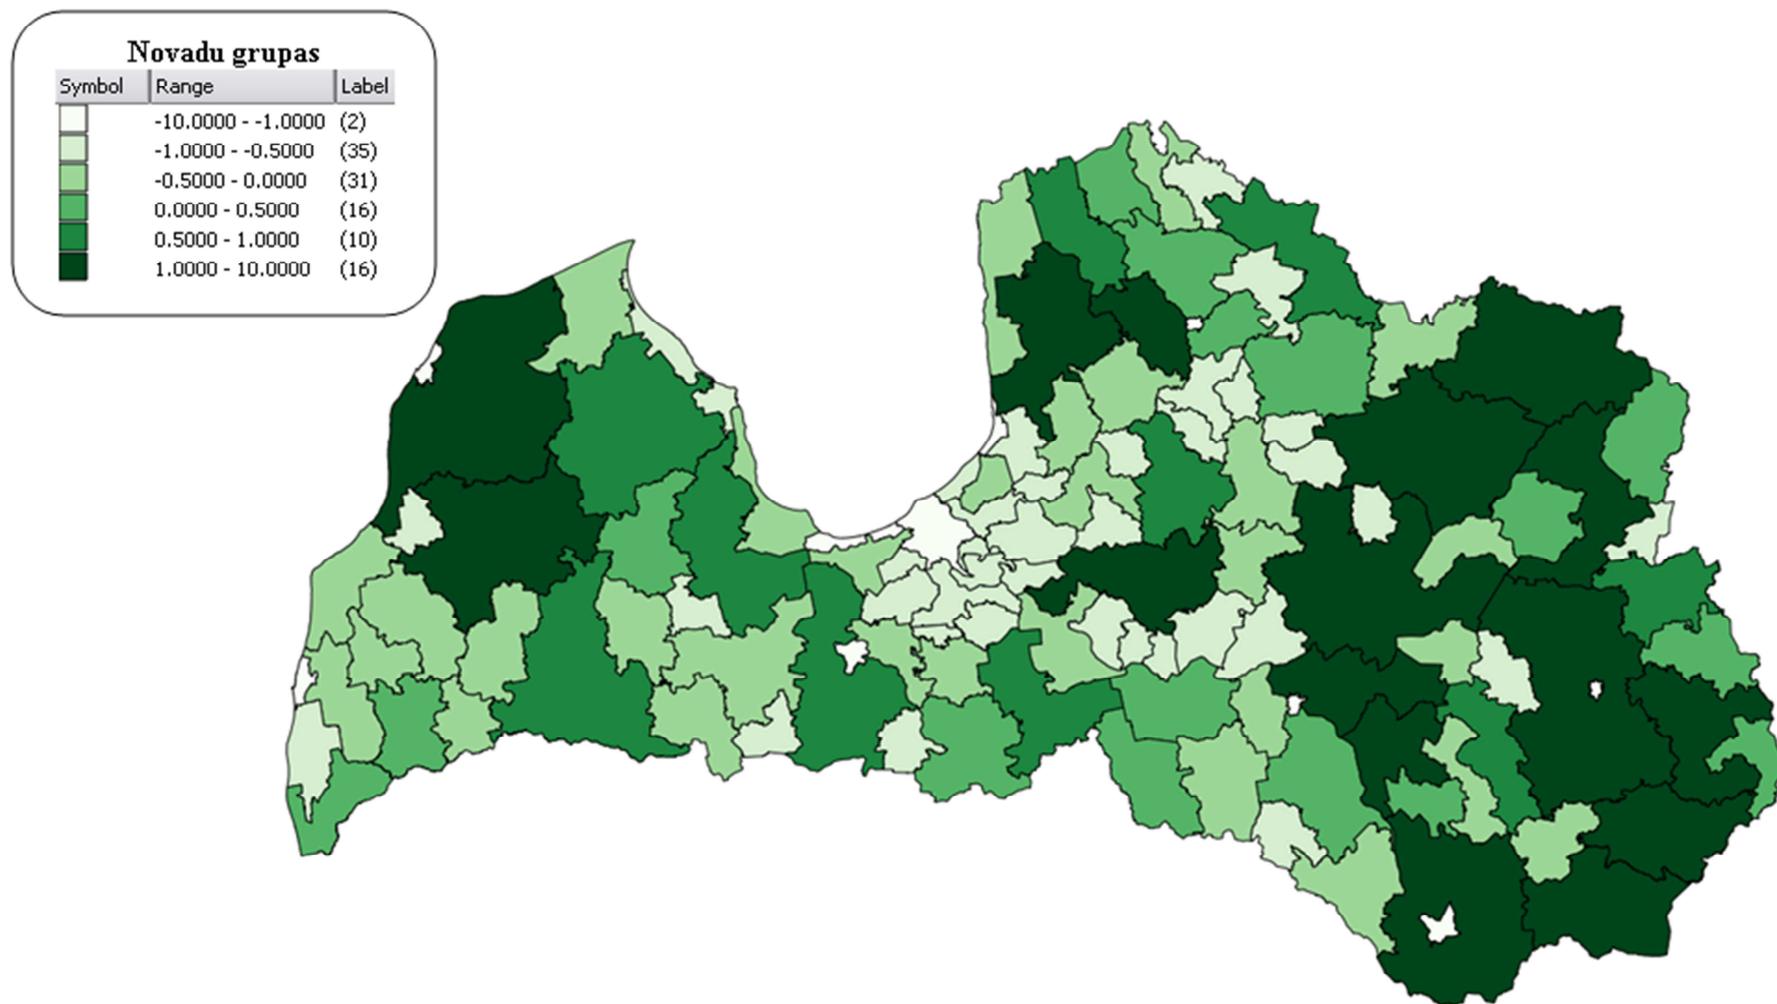 Novadu grupas
Symbol Range Label
-10.0000 - -1.0000 (2)
-1.0000 - -0.5000 (35)
-0.5000 - 0.0000 (31)
0.0000 - 0.5000 (16)
0.5000 - 1.0000 (10)
1.0000 - 10.0000 (16)